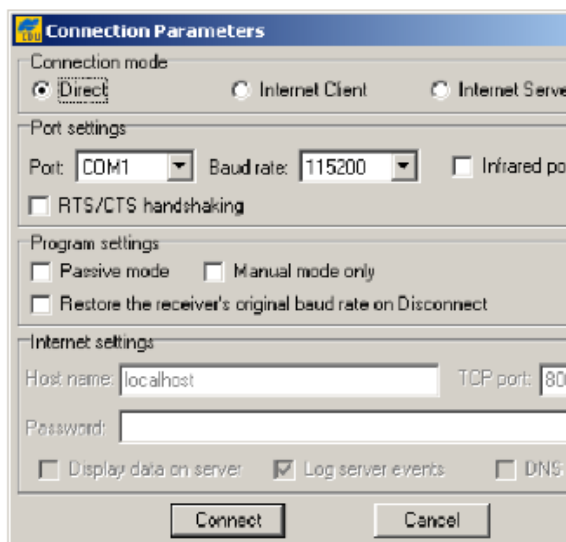 CDU Connection Parameters
Connection mode
Direct Internet Client Internet Serve
Port settings
Port: COM1 Baud rate: 115200 Infrared po
RTS/CTS handshaking
Program settings
Passive mode Manual mode only
Restore the receiver's original baud rate on Disconnect
Internet settings
Host name: localhost TCP port: 80
Password:
Display data on server Log server events DNS
Connect Cancel